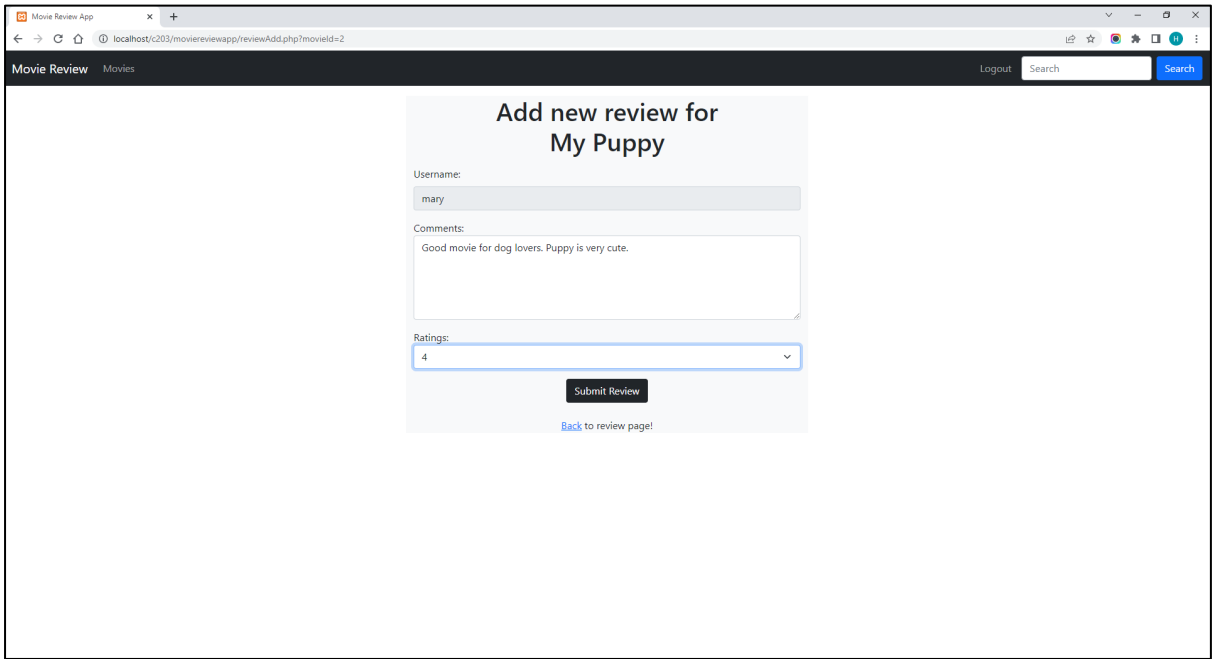 Movie Review App
localhost/c203/moviereviewapp/reviewAdd.php?movieId=2
H
Movie Review Movies Logout Search Search
Add new review for
My Puppy
Username:
mary
Comments:
Good movie for dog lovers. Puppy is very cute.
Ratings:
4
Submit Review
Back to review page!